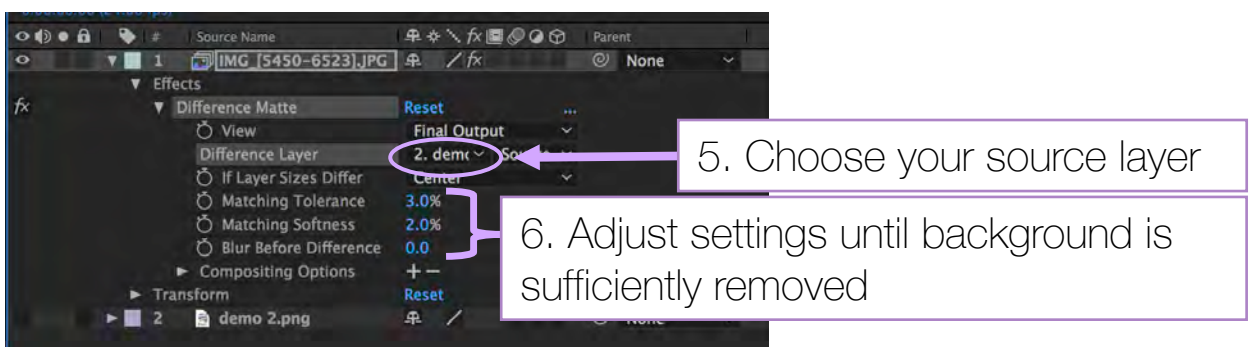 # Source Name fx Parent
1 IMG_[5450-6523].JPG fx None
Effects
fx Difference Matte Reset ...
View Final Output
Difference Layer 2. demo
5. Choose your source layer
If Layer Sizes Differ Center
Matching Tolerance 3.0%
Matching Softness 2.0%
Blur Before Difference 0.0
6. Adjust settings until background is
sufficiently removed
Compositing Options + −
Transform Reset
2 demo 2.png